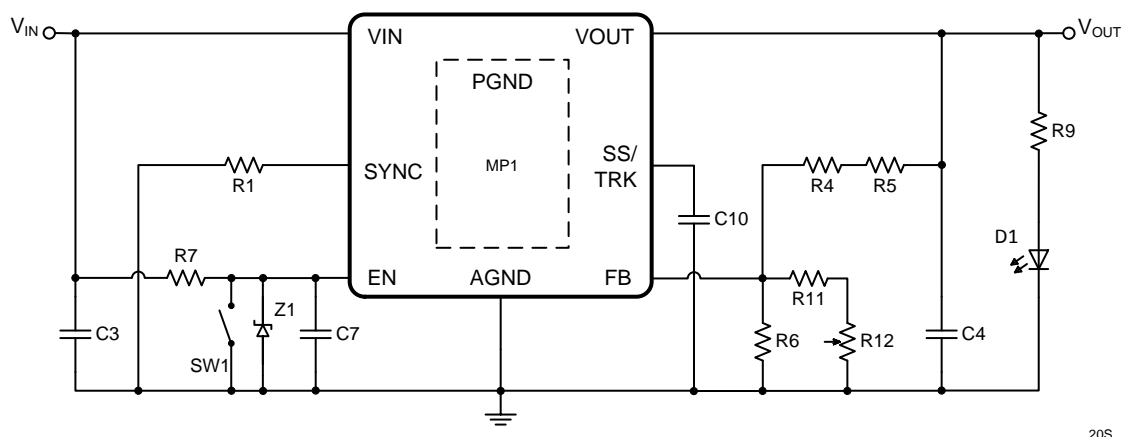 VIN
VOUT
VIN
VOUT
PGND
MP1
SYNC
SS/
TRK
R1
R4
R5
R9
C10
D1
R7
EN
AGND
FB
R11
C3
SW1
Z1
C7
R6
R12
C4
20S